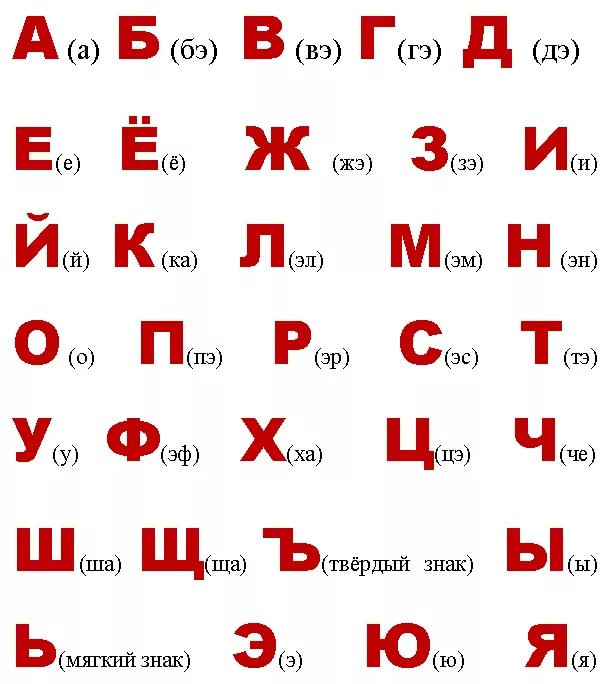 А (а) Б (бэ) В (вэ) Г (гэ) Д (дэ)
Е (е) Ё (ё) Ж (жэ) З (зэ) И (и)
Й (й) К (ка) Л (эл) М (эм) Н (эн)
О (о) П (пэ) Р (эр) С (эс) Т (тэ)
У (у) Ф (эф) Х (ха) Ц (цэ) Ч (че)
Ш (ша) Щ (ща) Ъ (твёрдый знак) Ы (ы)
Ь (мягкий знак) Э (э) Ю (ю) Я (я)